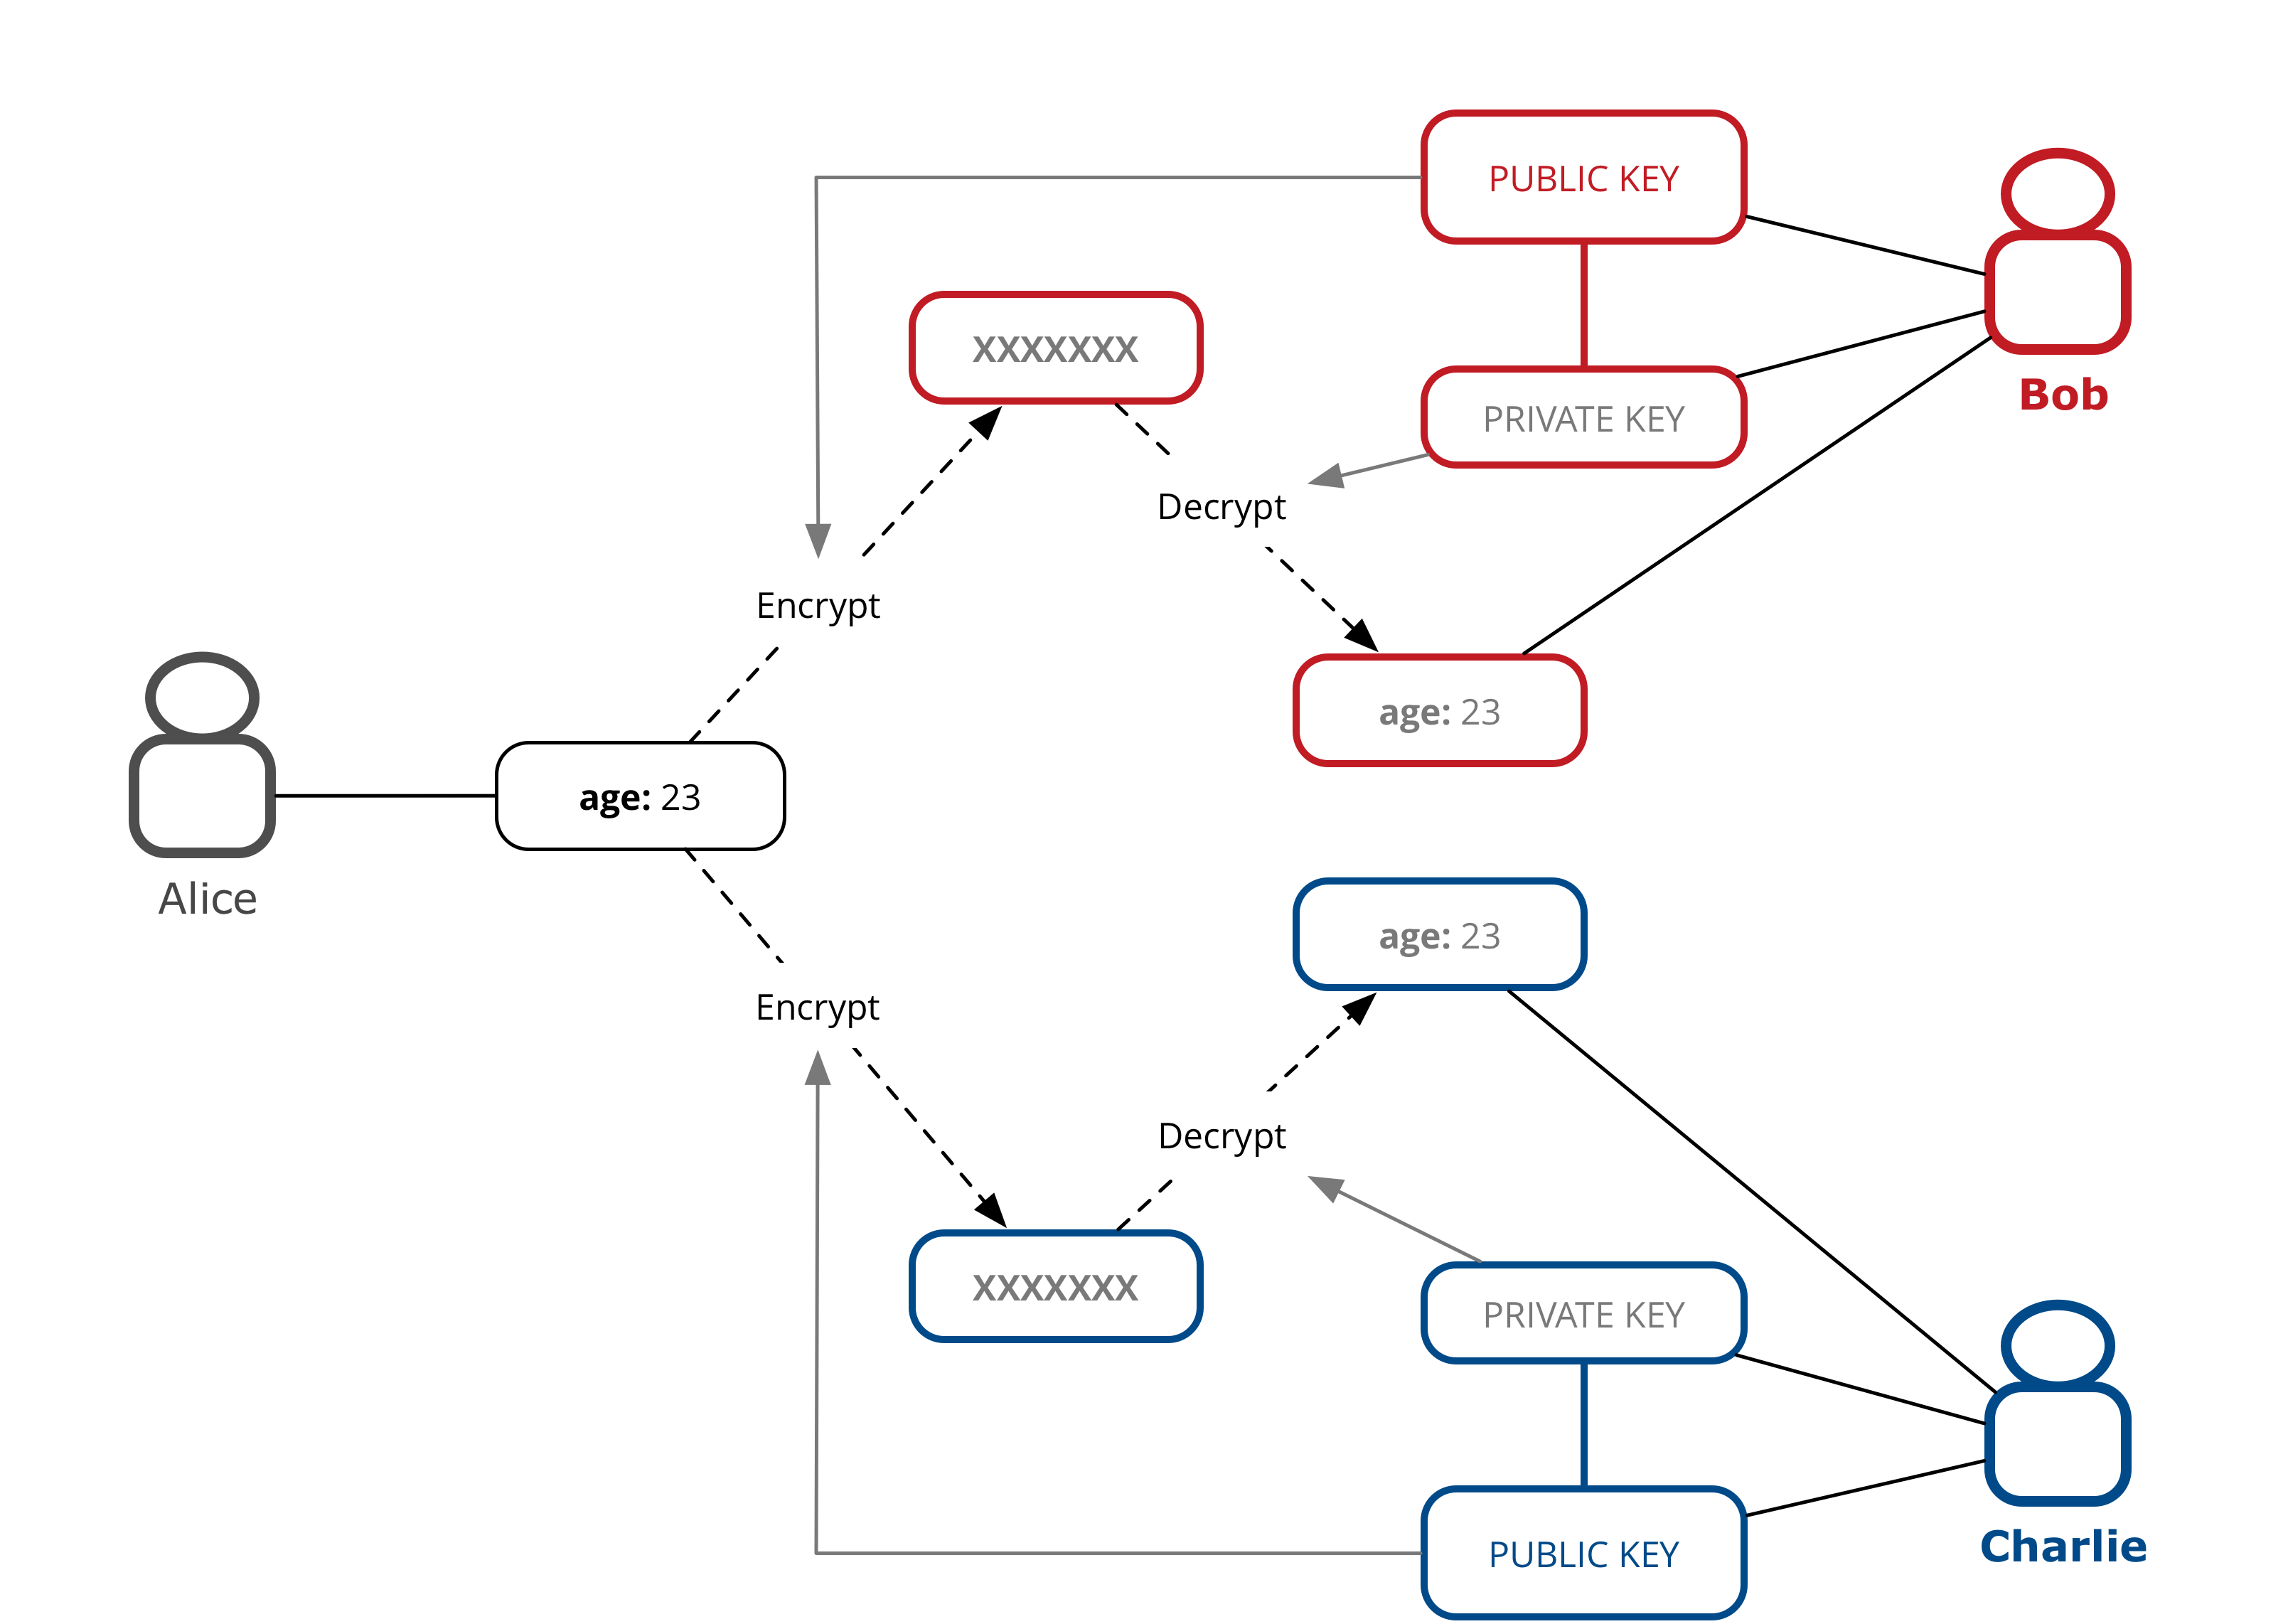 PUBLIC KEY
XXXXXXX
PRIVATE KEY
Bob
Decrypt
Encrypt
age: 23
age: 23
Alice
age: 23
Encrypt
Decrypt
XXXXXXX
PRIVATE KEY
PUBLIC KEY
Charlie